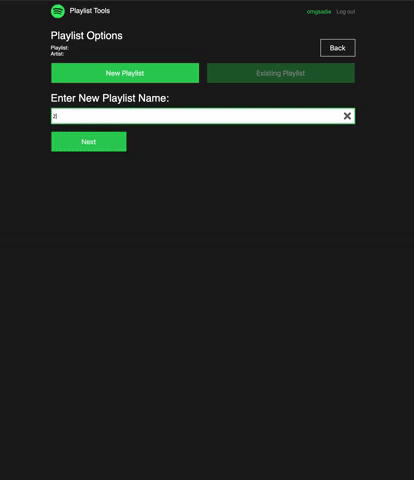 Playlist Tools
omgsadie Log out
Playlist Options
Playlist:
Artist:
Back
New Playlist
Existing Playlist
Enter New Playlist Name:
z
Next